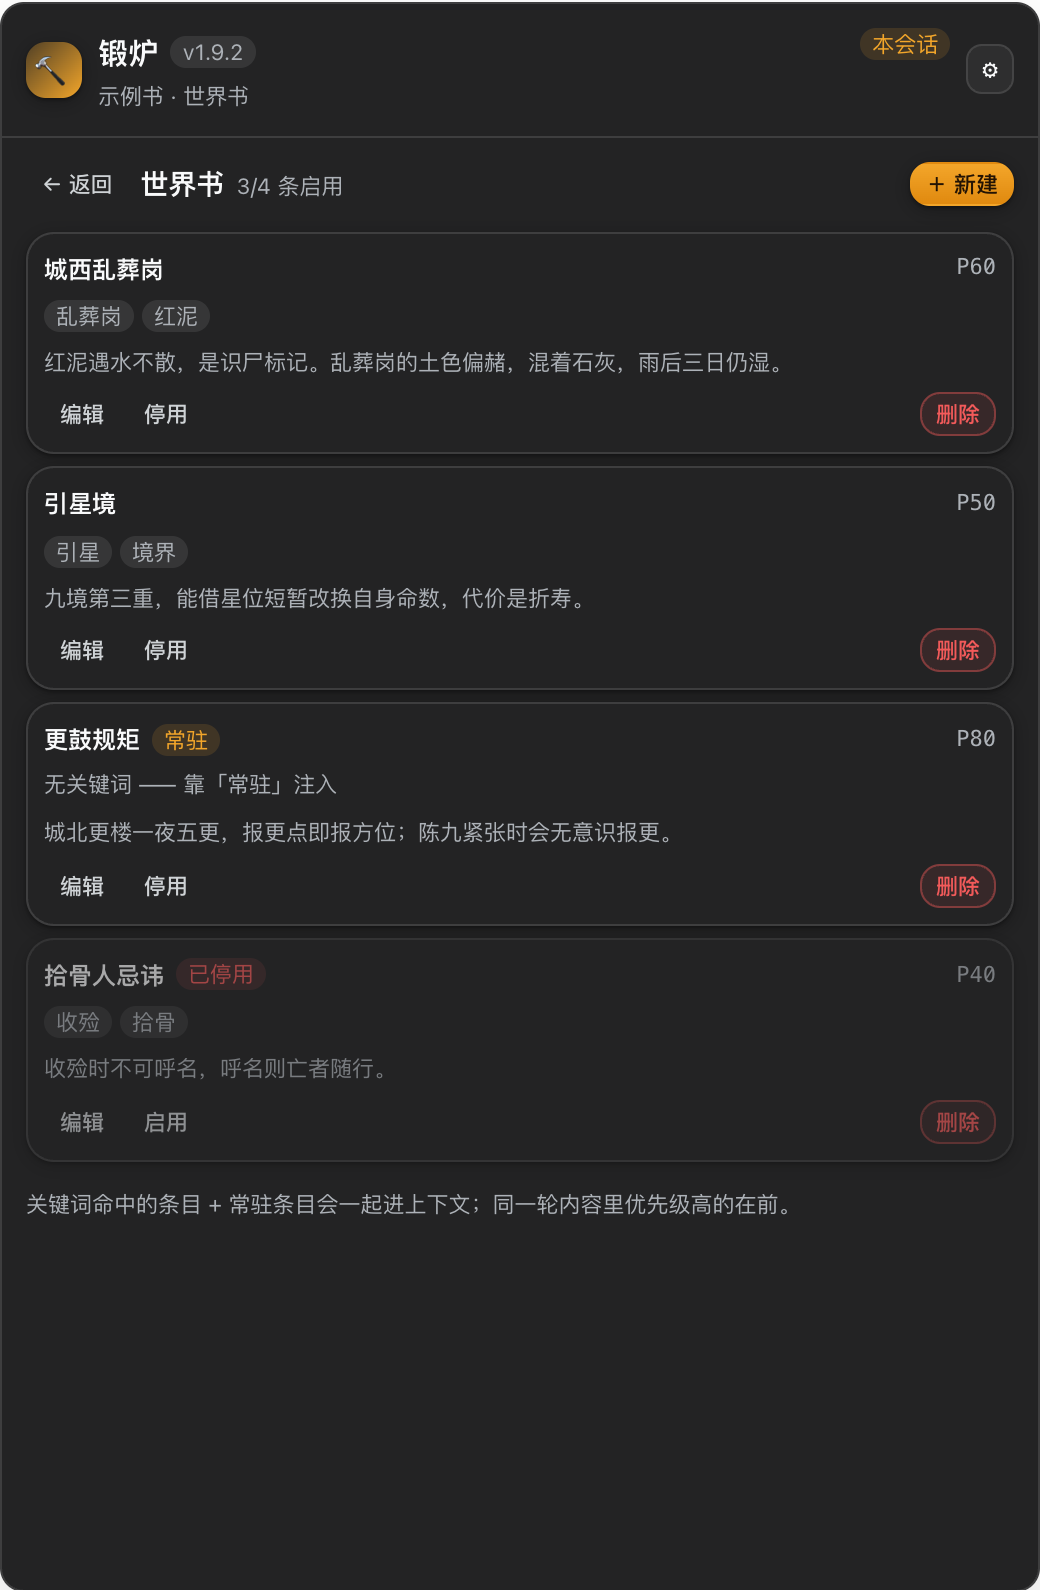 锻炉 v1.9.2
本会话
示例书 · 世界书
← 返回 世界书 3/4 条启用
+ 新建
城西乱葬岗 P60
乱葬岗 红泥
红泥遇水不散，是识尸标记。乱葬岗的土色偏赭，混着石灰，雨后三日仍湿。
编辑 停用 删除
引星境 P50
引星 境界
九境第三重，能借星位短暂改换自身命数，代价是折寿。
编辑 停用 删除
更鼓规矩 常驻 P80
无关键词 —— 靠「常驻」注入
城北更楼一夜五更，报更点即报方位；陈九紧张时会无意识报更。
编辑 停用 删除
拾骨人忌讳 已停用 P40
收殓 拾骨
收殓时不可呼名，呼名则亡者随行。
编辑 启用 删除
关键词命中的条目 + 常驻条目会一起进上下文；同一轮内容里优先级高的在前。